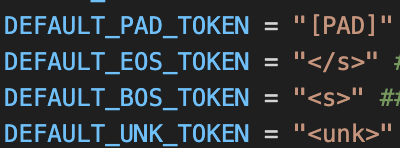 DEFAULT_PAD_TOKEN = "[PAD]"
DEFAULT_EOS_TOKEN = "</s>" #
DEFAULT_BOS_TOKEN = "<s>" ##
DEFAULT_UNK_TOKEN = "<unk>"